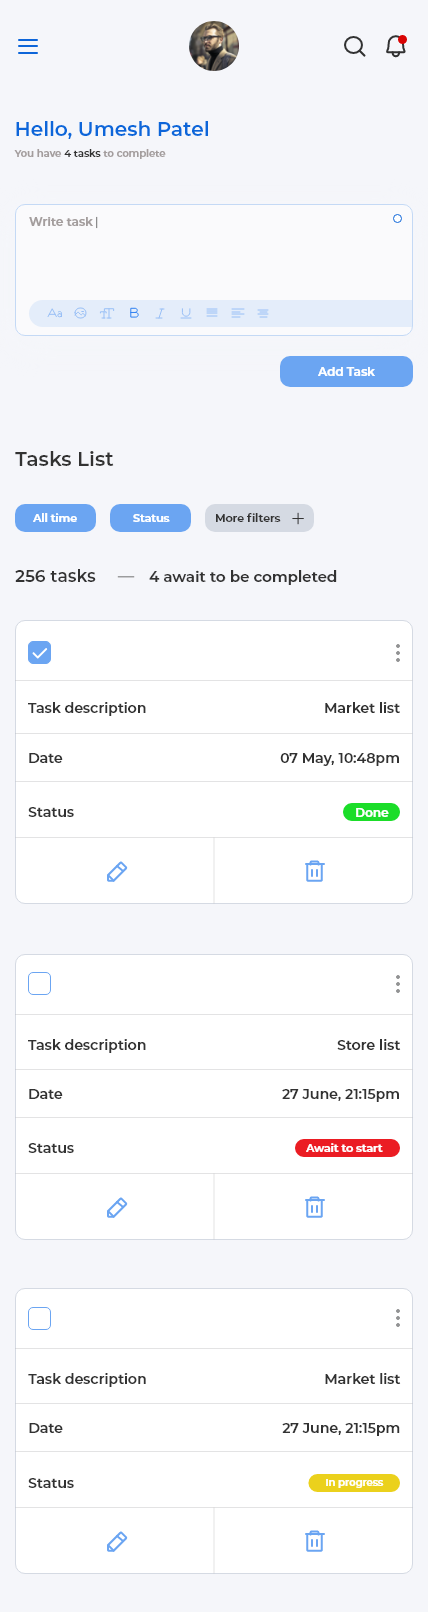 Hello, Umesh Patel
You have 4 tasks to complete
Write task
Aa TT B I U
Add Task
Tasks List
All time Status More filters +
256 tasks — 4 await to be completed
Task description Market list
Date 07 May, 10:48pm
Status Done
Task description Store list
Date 27 June, 21:15pm
Status Await to start
Task description Market list
Date 27 June, 21:15pm
Status In progress